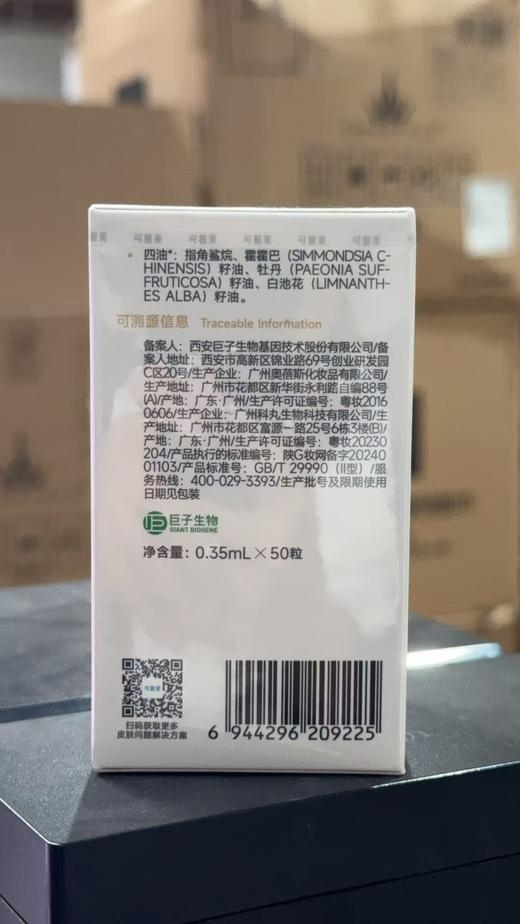 可复美 可复美 可复美 可复美 可复美 可复美
四油*：指角鲨烷、霍霍巴（SIMMONDSIA C-
HINENSIS）籽油、牡丹（PAEONIA SUF-
FRUTICOSA）籽油、白池花（LIMNANTH-
ES ALBA）籽油。
可溯源信息 Traceable Information
备案人：西安巨子生物基因技术股份有限公司/备
案人地址：西安市高新区锦业路69号创业研发园
C区20号/生产企业：广州奥蓓斯化妆品有限公司/
生产地址：广州市花都区新华街永利路自编88号
(A)/产地：广东·广州/生产许可证编号：粤妆2016
0606/生产企业：广州科丸生物科技有限公司/生
产地址：广州市花都区富源一路25号6栋3楼(B)/
产地：广东·广州/生产许可证编号：粤妆20230
204/产品执行的标准编号：陕G妆网备字202400
01103/产品标准号：GB/T 29990（II型）/服
务热线：400-029-3393/生产批号及限期使用
日期见包装
巨子生物
GIANT BIOGENE
净含量：0.35mL×50粒
可复美
扫码获取更多
皮肤问题解决方案
6 944296 209225